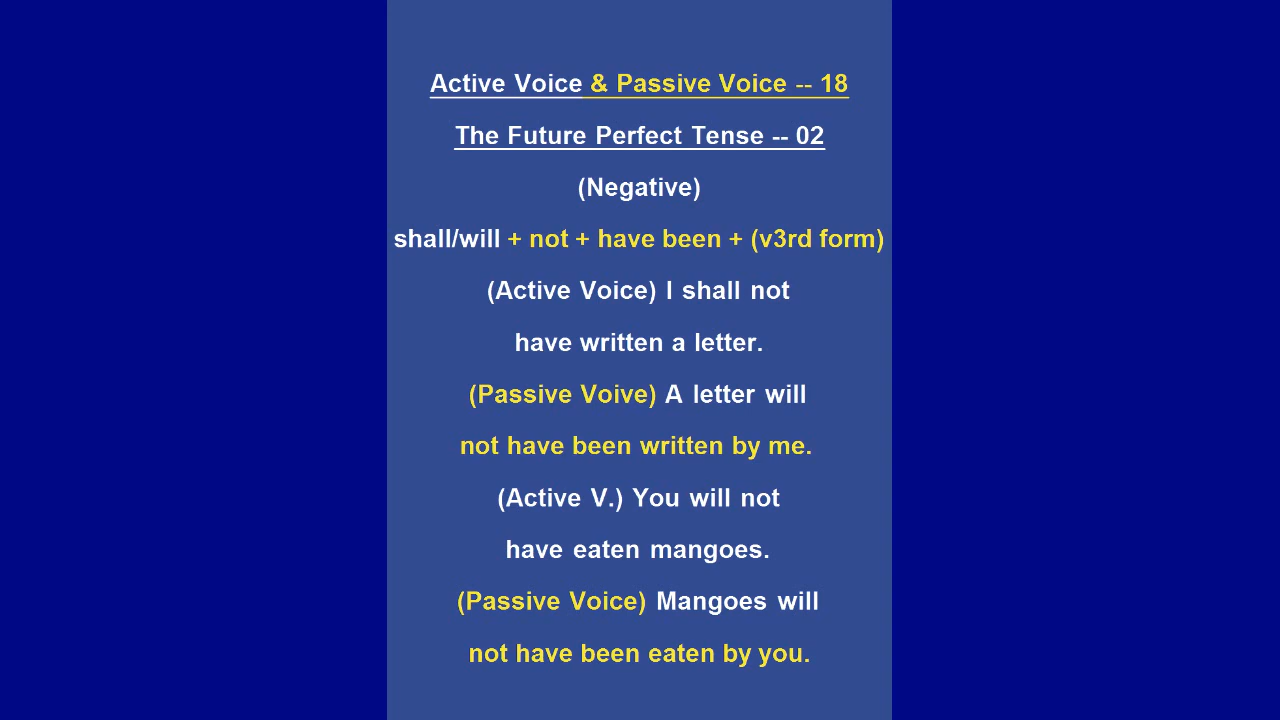 Active Voice & Passive Voice -- 18
The Future Perfect Tense -- 02
(Negative)
shall/will + not + have been + (v3rd form)
(Active Voice) I shall not
have written a letter.
(Passive Voive) A letter will
not have been written by me.
(Active V.) You will not
have eaten mangoes.
(Passive Voice) Mangoes will
not have been eaten by you.